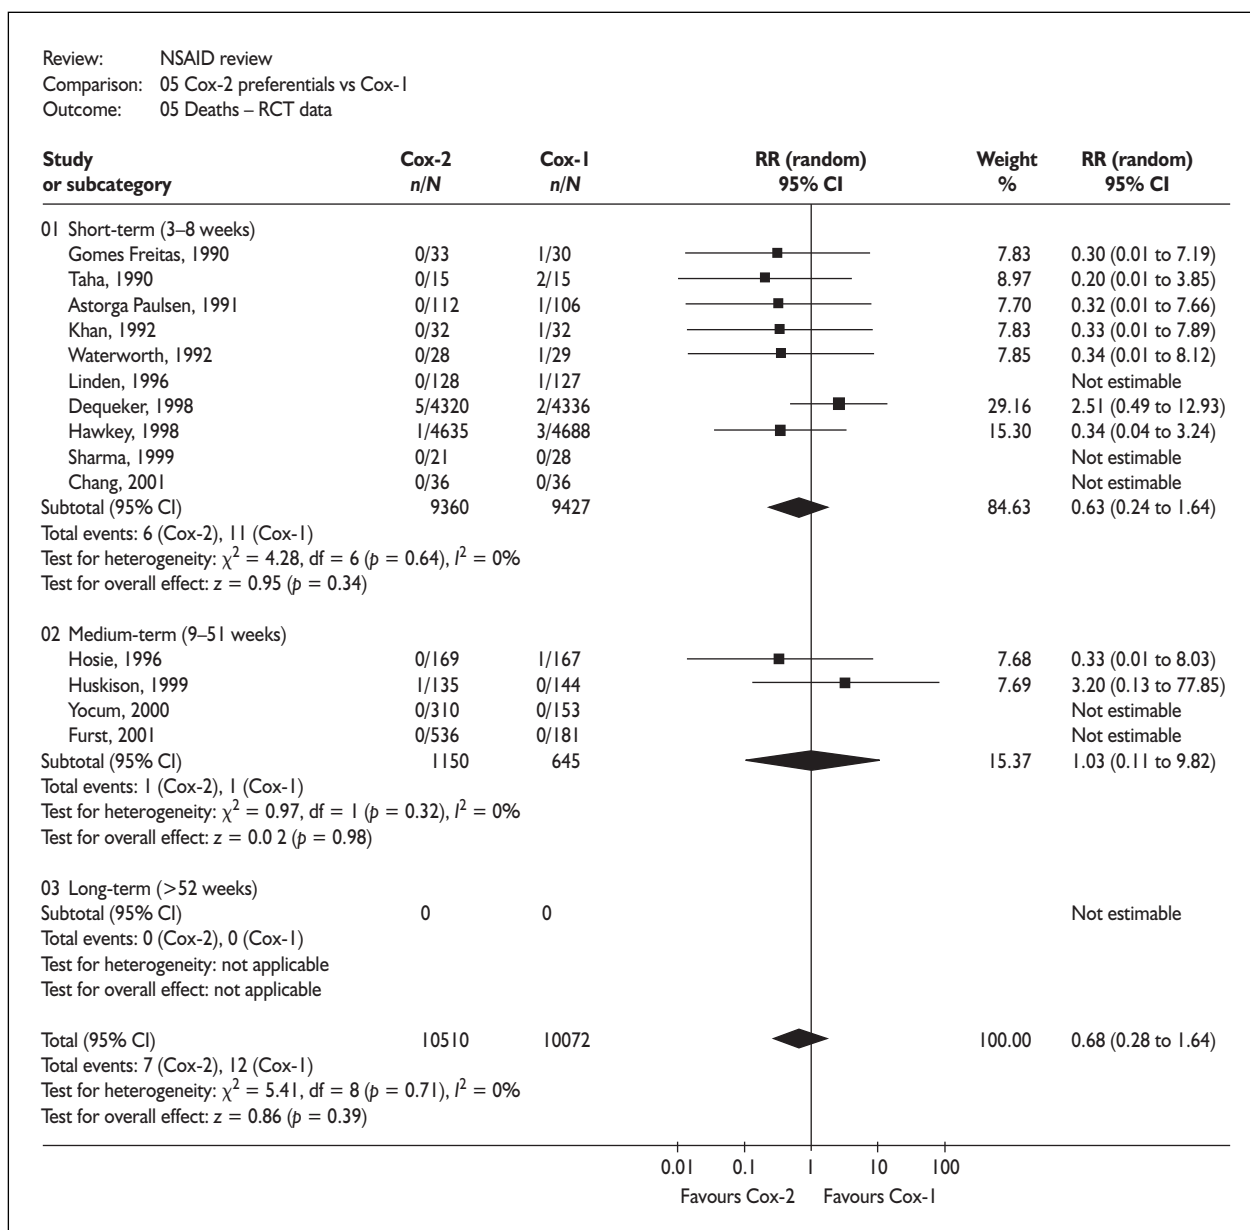 Review: NSAID review
Comparison: 05 Cox-2 preferentials vs Cox-1
Outcome: 05 Deaths – RCT data
Study Cox-2 Cox-1 RR (random) Weight RR (random)
or subcategory n/N n/N 95% CI % 95% CI
01 Short-term (3–8 weeks)
Gomes Freitas, 1990 0/33 1/30 7.83 0.30 (0.01 to 7.19)
Taha, 1990 0/15 2/15 8.97 0.20 (0.01 to 3.85)
Astorga Paulsen, 1991 0/112 1/106 7.70 0.32 (0.01 to 7.66)
Khan, 1992 0/32 1/32 7.83 0.33 (0.01 to 7.89)
Waterworth, 1992 0/28 1/29 7.85 0.34 (0.01 to 8.12)
Linden, 1996 0/128 1/127 Not estimable
Dequeker, 1998 5/4320 2/4336 29.16 2.51 (0.49 to 12.93)
Hawkey, 1998 1/4635 3/4688 15.30 0.34 (0.04 to 3.24)
Sharma, 1999 0/21 0/28 Not estimable
Chang, 2001 0/36 0/36 Not estimable
Subtotal (95% CI) 9360 9427 84.63 0.63 (0.24 to 1.64)
Total events: 6 (Cox-2), 11 (Cox-1)
Test for heterogeneity: χ² = 4.28, df = 6 (p = 0.64), I² = 0%
Test for overall effect: z = 0.95 (p = 0.34)
02 Medium-term (9–51 weeks)
Hosie, 1996 0/169 1/167 7.68 0.33 (0.01 to 8.03)
Huskison, 1999 1/135 0/144 7.69 3.20 (0.13 to 77.85)
Yocum, 2000 0/310 0/153 Not estimable
Furst, 2001 0/536 0/181 Not estimable
Subtotal (95% CI) 1150 645 15.37 1.03 (0.11 to 9.82)
Total events: 1 (Cox-2), 1 (Cox-1)
Test for heterogeneity: χ² = 0.97, df = 1 (p = 0.32), I² = 0%
Test for overall effect: z = 0.0 2 (p = 0.98)
03 Long-term (>52 weeks)
Subtotal (95% CI) 0 0 Not estimable
Total events: 0 (Cox-2), 0 (Cox-1)
Test for heterogeneity: not applicable
Test for overall effect: not applicable
Total (95% CI) 10510 10072 100.00 0.68 (0.28 to 1.64)
Total events: 7 (Cox-2), 12 (Cox-1)
Test for heterogeneity: χ² = 5.41, df = 8 (p = 0.71), I² = 0%
Test for overall effect: z = 0.86 (p = 0.39)
0.01 0.1 1 10 100
Favours Cox-2 Favours Cox-1